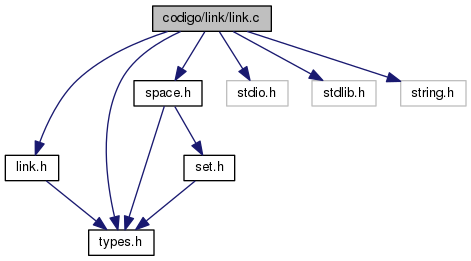 codigo/link/link.c
space.h
stdio.h
stdlib.h
string.h
link.h
set.h
types.h